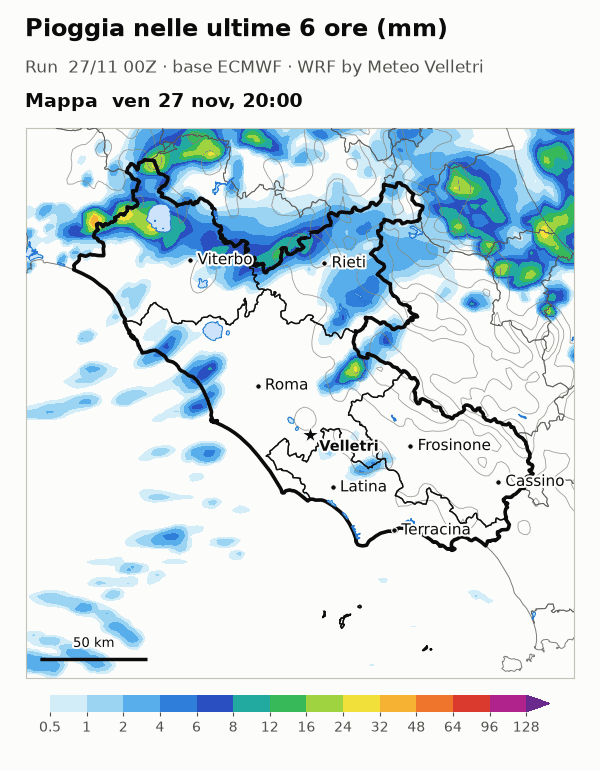 Pioggia nelle ultime 6 ore (mm)
Run  27/11 00Z · base ECMWF · WRF by Meteo Velletri
Mappa  ven 27 nov, 20:00
Viterbo
Rieti
Roma
Velletri
Frosinone
Latina
Cassino
Terracina
50 km
0.5 1 2 4 6 8 12 16 24 32 48 64 96 128